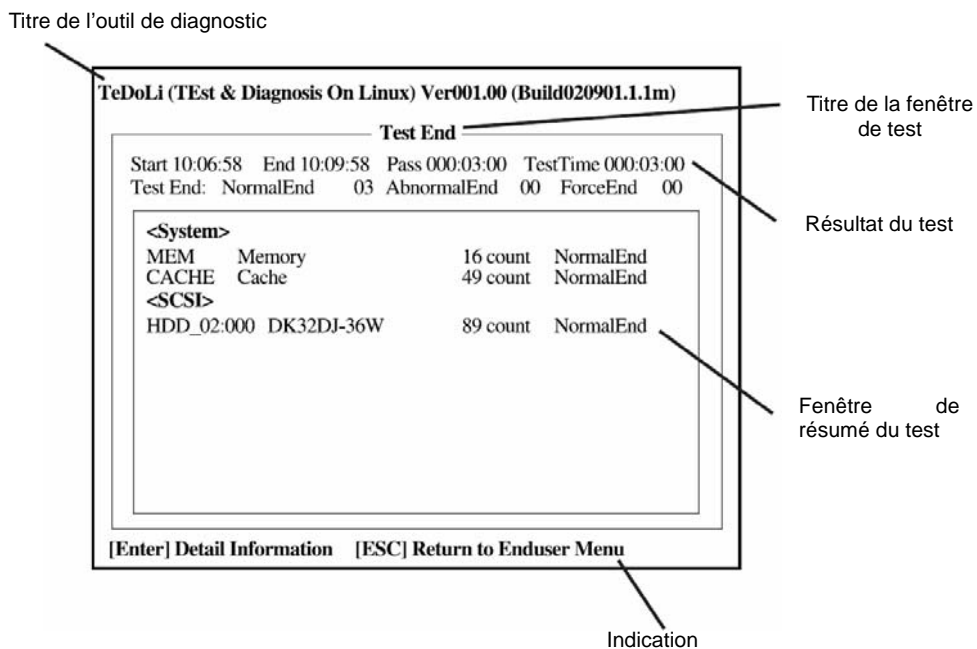 Titre de l’outil de diagnostic
TeDoLi (TEst & Diagnosis On Linux) Ver001.00 (Build020901.1.1m)
Titre de la fenêtre
de test
Test End
Start 10:06:58 End 10:09:58 Pass 000:03:00 TestTime 000:03:00
Test End: NormalEnd 03 AbnormalEnd 00 ForceEnd 00
Résultat du test
<System>
MEM Memory 16 count NormalEnd
CACHE Cache 49 count NormalEnd
<SCSI>
HDD_02:000 DK32DJ-36W 89 count NormalEnd
Fenêtre de
résumé du test
[Enter] Detail Information [ESC] Return to Enduser Menu
Indication